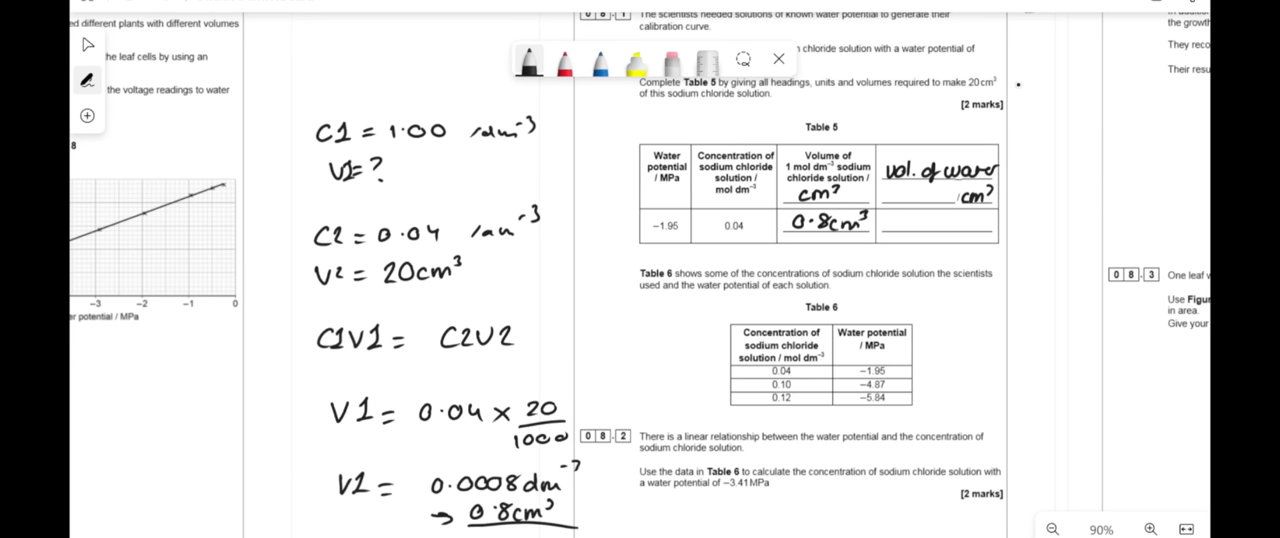 ed different plants with different volumes
he leaf cells by using an
the voltage readings to water
8
−3 −2 −1 0
er potential / MPa
C1 = 1.00 /dm⁻³
V1 = ?
C2 = 0.04 /dm⁻³
V2 = 20cm³
C1V1 = C2V2
V1 = 0.04 × 20
1000
V1 = 0.0008 dm⁻³
→ 0.8cm³
0 8 . 1 The scientists needed solutions of known water potential to generate their
calibration curve.
chloride solution with a water potential of
Complete Table 5 by giving all headings, units and volumes required to make 20 cm³
of this sodium chloride solution.
[2 marks]
Table 5
Water potential / MPa
Concentration of sodium chloride solution / mol dm⁻³
Volume of 1 mol dm⁻³ sodium chloride solution / cm³
vol. of water / cm³
−1.95 0.04 0.8cm³
Table 6 shows some of the concentrations of sodium chloride solution the scientists
used and the water potential of each solution.
Table 6
Concentration of sodium chloride solution / mol dm⁻³
Water potential / MPa
0.04 −1.95
0.10 −4.87
0.12 −5.84
0 8 . 2 There is a linear relationship between the water potential and the concentration of
sodium chloride solution.
Use the data in Table 6 to calculate the concentration of sodium chloride solution with
a water potential of −3.41 MPa
[2 marks]
the growt
They reco
Their resu
0 8 . 3 One leaf
Use Figu
in area.
Give your
90%